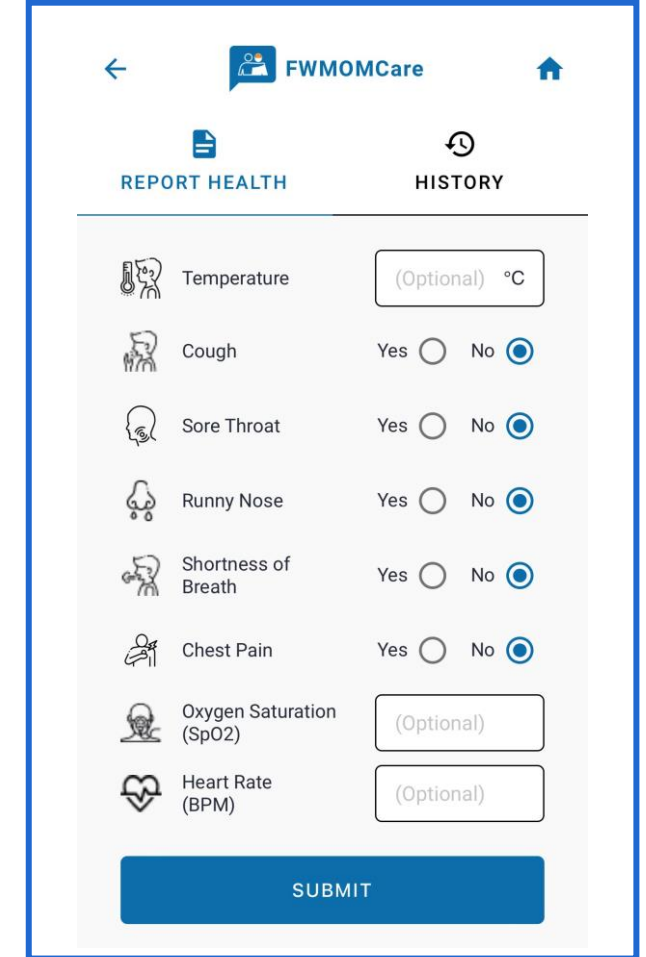 FWMOMCare
REPORT HEALTH
HISTORY
Temperature
(Optional) °C
Cough
Yes No
Sore Throat
Yes No
Runny Nose
Yes No
Shortness of
Breath
Yes No
Chest Pain
Yes No
Oxygen Saturation
(SpO2)
(Optional)
Heart Rate
(BPM)
(Optional)
SUBMIT